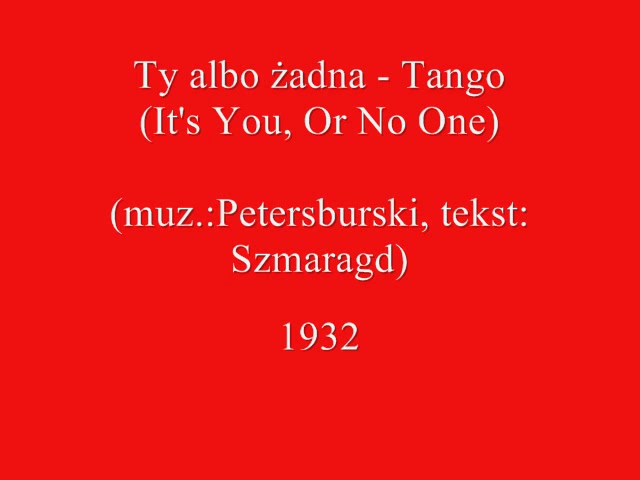 Ty albo żadna - Tango
(It's You, Or No One)
(muz.:Petersburski, tekst:
Szmaragd)
1932